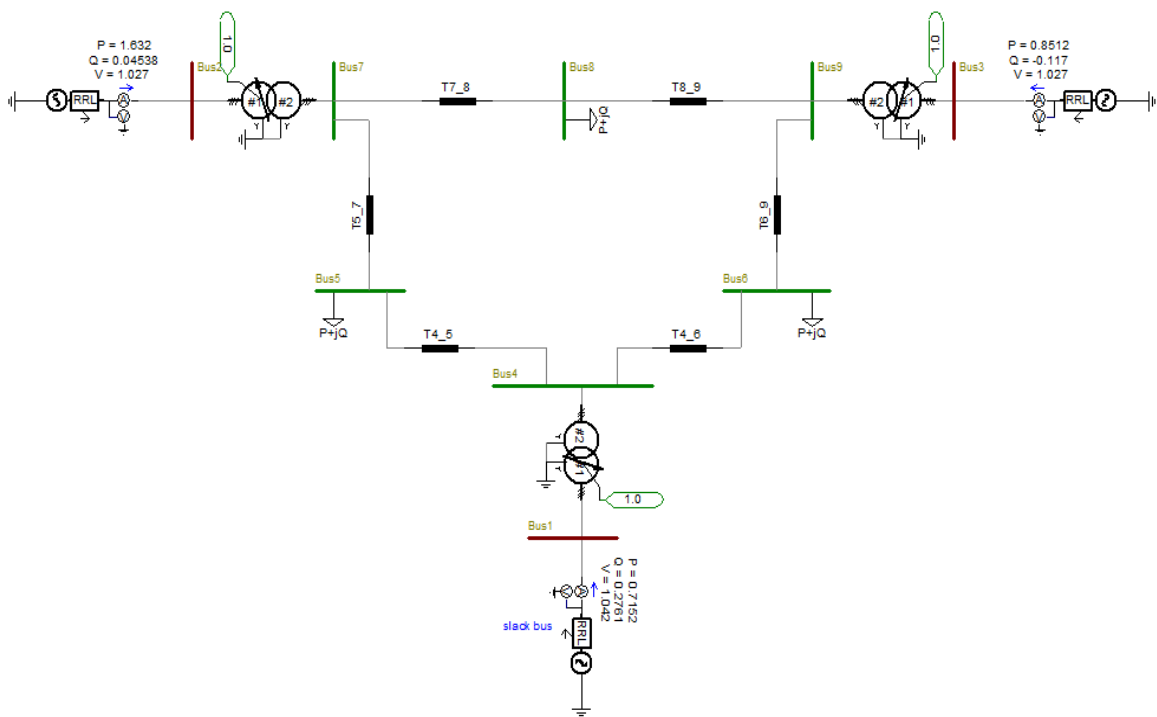 P = 1.632
Q = 0.04538
V = 1.027
Bus2
1.0
Bus7
Bus8
Bus9
1.0
Bus3
P = 0.8512
Q = -0.117
V = 1.027
RRL
A
V
#1
#2
Y
Y
T7_8
P+jQ
T8_9
#2
#1
Y
Y
A
V
RRL
T5_7
T6_9
Bus5
P+jQ
T4_5
Bus6
P+jQ
T4_6
Bus4
#2
#1
Y
Y
1.0
Bus1
P = 0.7152
Q = 0.2761
V = 1.042
V
A
slack bus
RRL